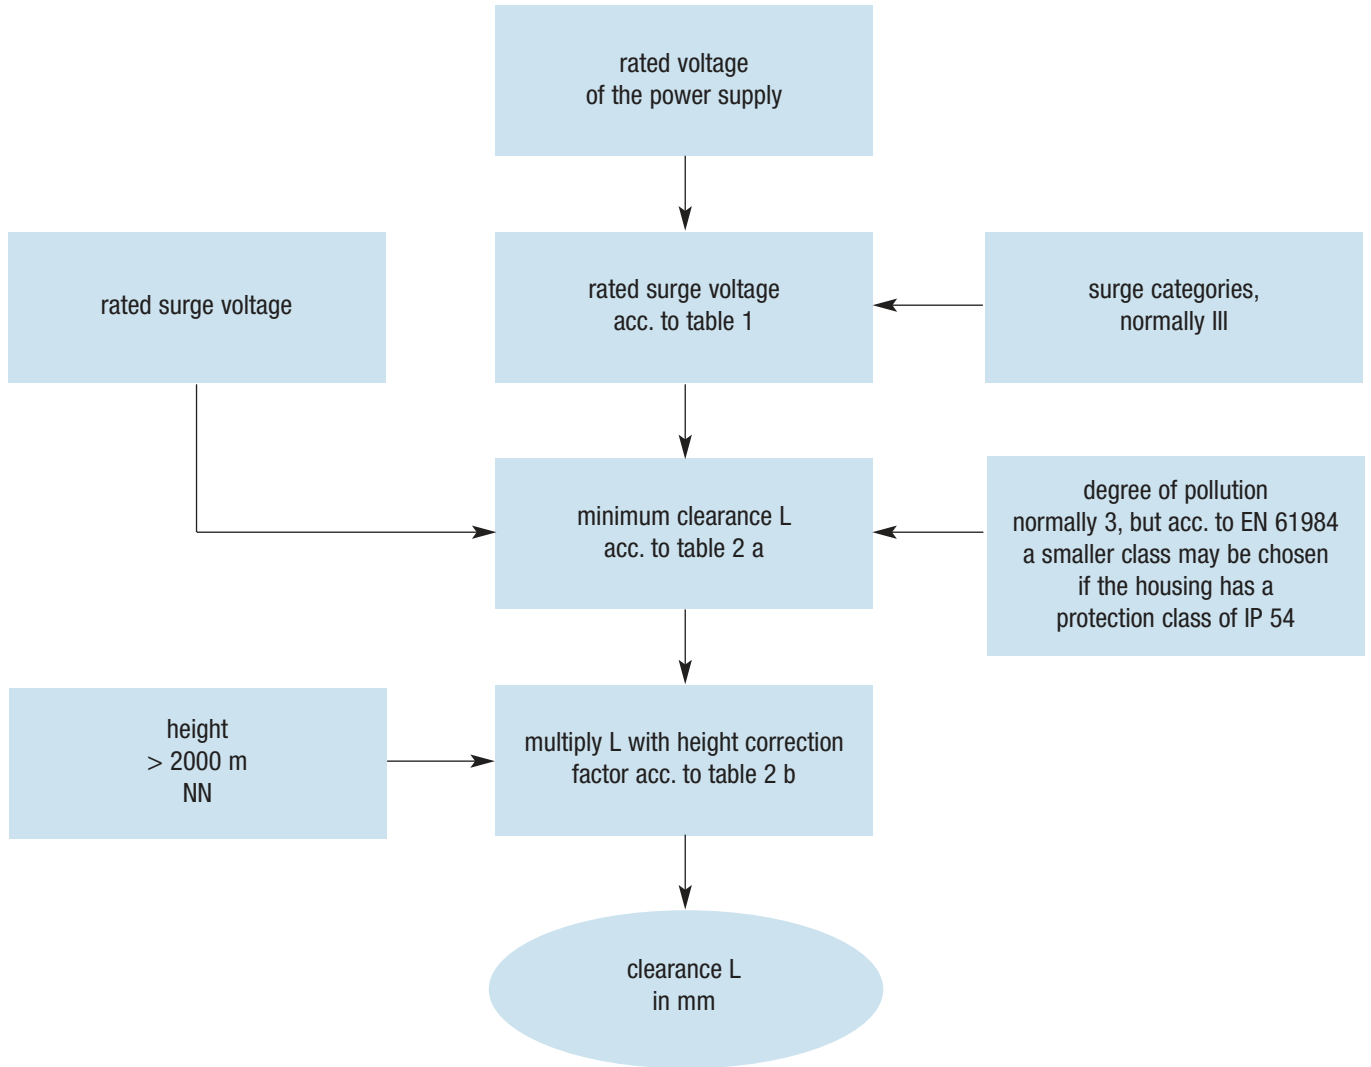 rated voltage
of the power supply
rated surge voltage
rated surge voltage
acc. to table 1
surge categories,
normally III
minimum clearance L
acc. to table 2 a
degree of pollution
normally 3, but acc. to EN 61984
a smaller class may be chosen
if the housing has a
protection class of IP 54
height
> 2000 m
NN
multiply L with height correction
factor acc. to table 2 b
clearance L
in mm